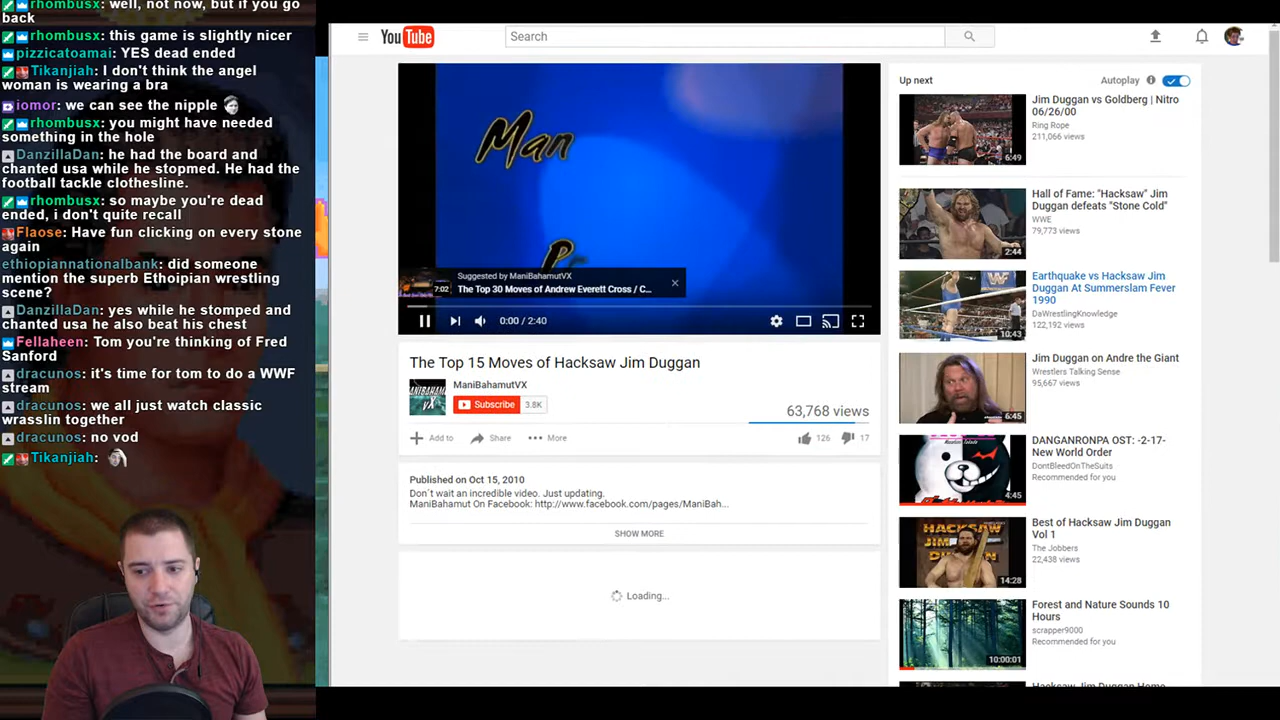 rhombusx: well, not now, but if you go
back
rhombusx: this game is slightly nicer
pizzicatoamai: YES dead ended
Tikanjiah: I don't think the angel
woman is wearing a bra
iomor: we can see the nipple
rhombusx: you might have needed
something in the hole
DanzillaDan: he had the board and
chanted usa while he stopmed. He had the
football tackle clothesline.
rhombusx: so maybe you're dead
ended, i don't quite recall
Flaose: Have fun clicking on every stone
again
ethiopiannationalbank: did someone
mention the superb Ethoinpian wrestling
scene?
DanzillaDan: yes while he stomped and
chanted usa he also beat his chest
Fellaheen: Tom you're thinking of Fred
Sanford
dracunos: it's time for tom to do a WWF
stream
dracunos: we all just watch classic
wrasslin together
dracunos: no vod
Tikanjiah:
YouTube
Search
Man
Suggested by ManiBahamutVX
The Top 30 Moves of Andrew Everett Cross / C...
7:02
0:00 / 2:40
The Top 15 Moves of Hacksaw Jim Duggan
ManiBahamutVX
Subscribe 3.8K
63,768 views
Add to Share More
126 17
Published on Oct 15, 2010
Don´t wait an incredible video. Just updating.
ManiBahamut On Facebook: http://www.facebook.com/pages/ManiBah...
SHOW MORE
Loading...
Up next Autoplay
Jim Duggan vs Goldberg | Nitro
06/26/00
Ring Rope
211,066 views
6:49
Hall of Fame: "Hacksaw" Jim
Duggan defeats "Stone Cold"
WWE
79,773 views
2:44
Earthquake vs Hacksaw Jim
Duggan At Summerslam Fever
1990
DaWrestlingKnowledge
122,192 views
10:43
Jim Duggan on Andre the Giant
Wrestlers Talking Sense
95,667 views
6:45
DANGANRONPA OST: -2-17-
New World Order
DontBleedOnTheSuits
Recommended for you
4:45
Best of Hacksaw Jim Duggan
Vol 1
The Jobbers
22,438 views
14:28
Forest and Nature Sounds 10
Hours
scrapper9000
Recommended for you
10:00:01